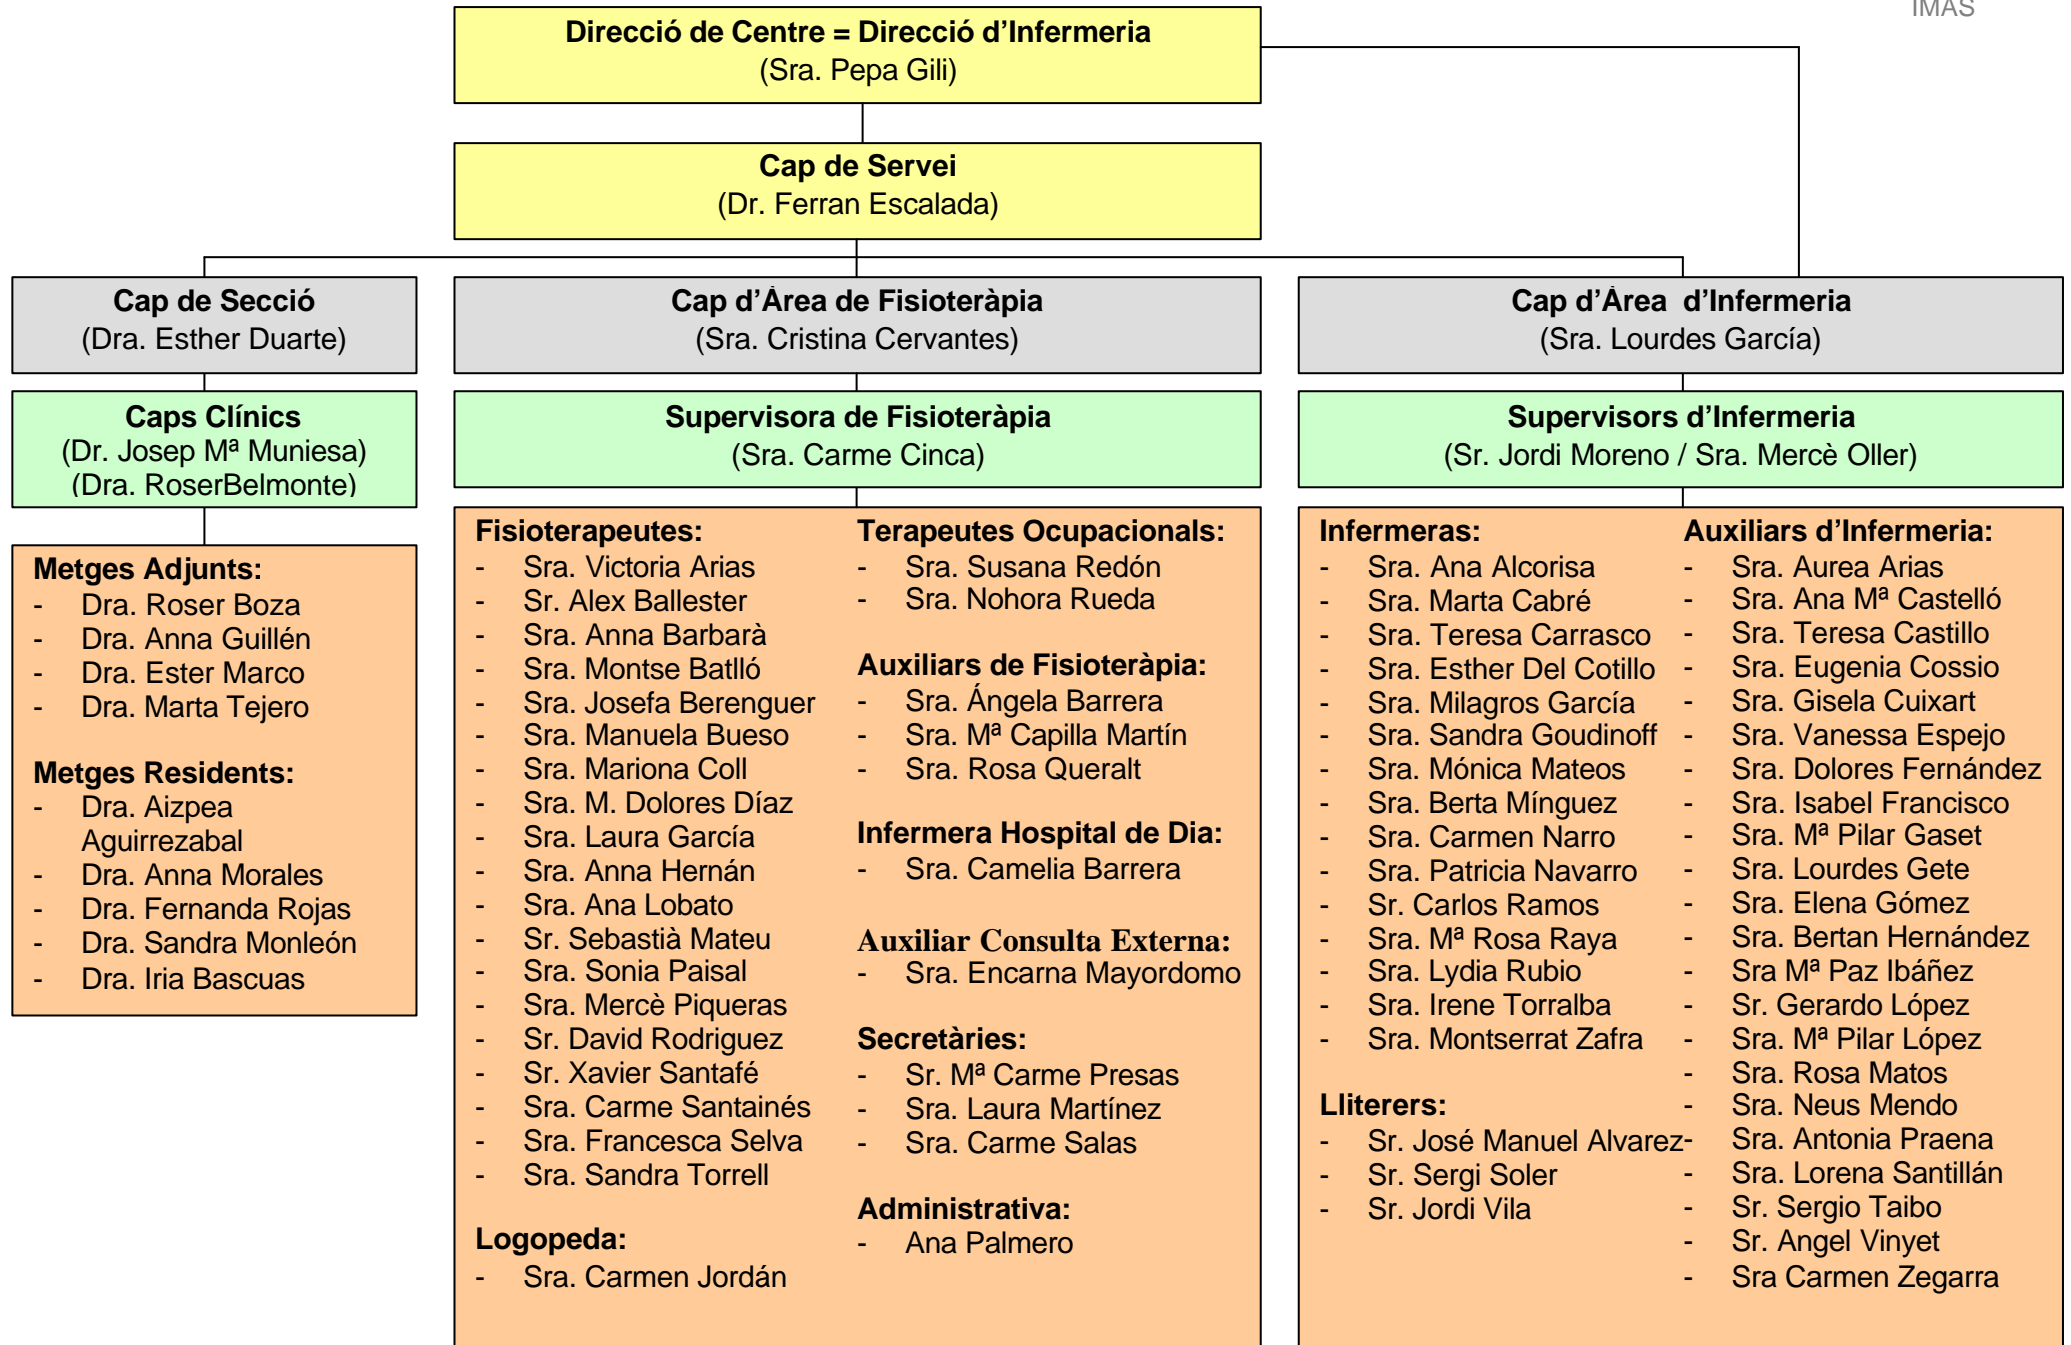 IMAS
Direcció de Centre = Direcció d’Infermeria
(Sra. Pepa Gili)
Cap de Servei
(Dr. Ferran Escalada)
Cap de Secció
(Dra. Esther Duarte)
Cap d’Àrea de Fisioteràpia
(Sra. Cristina Cervantes)
Cap d’Àrea d’Infermeria
(Sra. Lourdes García)
Caps Clínics
(Dr. Josep Mª Muniesa)
(Dra. RoserBelmonte)
Supervisora de Fisioteràpia
(Sra. Carme Cinca)
Supervisors d’Infermeria
(Sr. Jordi Moreno / Sra. Mercè Oller)
Metges Adjunts:
- Dra. Roser Boza
- Dra. Anna Guillén
- Dra. Ester Marco
- Dra. Marta Tejero
Metges Residents:
- Dra. Aizpea
Aguirrezabal
- Dra. Anna Morales
- Dra. Fernanda Rojas
- Dra. Sandra Monleón
- Dra. Iria Bascuas
Fisioterapeutes:
- Sra. Victoria Arias
- Sr. Alex Ballester
- Sra. Anna Barbarà
- Sra. Montse Batlló
- Sra. Josefa Berenguer
- Sra. Manuela Bueso
- Sra. Mariona Coll
- Sra. M. Dolores Díaz
- Sra. Laura García
- Sra. Anna Hernán
- Sra. Ana Lobato
- Sr. Sebastià Mateu
- Sra. Sonia Paisal
- Sra. Mercè Piqueras
- Sr. David Rodriguez
- Sr. Xavier Santafé
- Sra. Carme Santainés
- Sra. Francesca Selva
- Sra. Sandra Torrell
Logopeda:
- Sra. Carmen Jordán
Terapeutes Ocupacionals:
- Sra. Susana Redón
- Sra. Nohora Rueda
Auxiliars de Fisioteràpia:
- Sra. Ángela Barrera
- Sra. Mª Capilla Martín
- Sra. Rosa Queralt
Infermera Hospital de Dia:
- Sra. Camelia Barrera
Auxiliar Consulta Externa:
- Sra. Encarna Mayordomo
Secretàries:
- Sr. Mª Carme Presas
- Sra. Laura Martínez
- Sra. Carme Salas
Administrativa:
- Ana Palmero
Infermeras:
- Sra. Ana Alcorisa
- Sra. Marta Cabré
- Sra. Teresa Carrasco
- Sra. Esther Del Cotillo
- Sra. Milagros García
- Sra. Sandra Goudinoff
- Sra. Mónica Mateos
- Sra. Berta Mínguez
- Sra. Carmen Narro
- Sra. Patricia Navarro
- Sr. Carlos Ramos
- Sra. Mª Rosa Raya
- Sra. Lydia Rubio
- Sra. Irene Torralba
- Sra. Montserrat Zafra
Lliterers:
- Sr. José Manuel Alvarez
- Sr. Sergi Soler
- Sr. Jordi Vila
Auxiliars d’Infermeria:
- Sra. Aurea Arias
- Sra. Ana Mª Castelló
- Sra. Teresa Castillo
- Sra. Eugenia Cossio
- Sra. Gisela Cuixart
- Sra. Vanessa Espejo
- Sra. Dolores Fernández
- Sra. Isabel Francisco
- Sra. Mª Pilar Gaset
- Sra. Lourdes Gete
- Sra. Elena Gómez
- Sra. Bertan Hernández
- Sra Mª Paz Ibáñez
- Sr. Gerardo López
- Sra. Mª Pilar López
- Sra. Rosa Matos
- Sra. Neus Mendo
- Sra. Antonia Praena
- Sra. Lorena Santillán
- Sr. Sergio Taibo
- Sr. Angel Vinyet
- Sra Carmen Zegarra